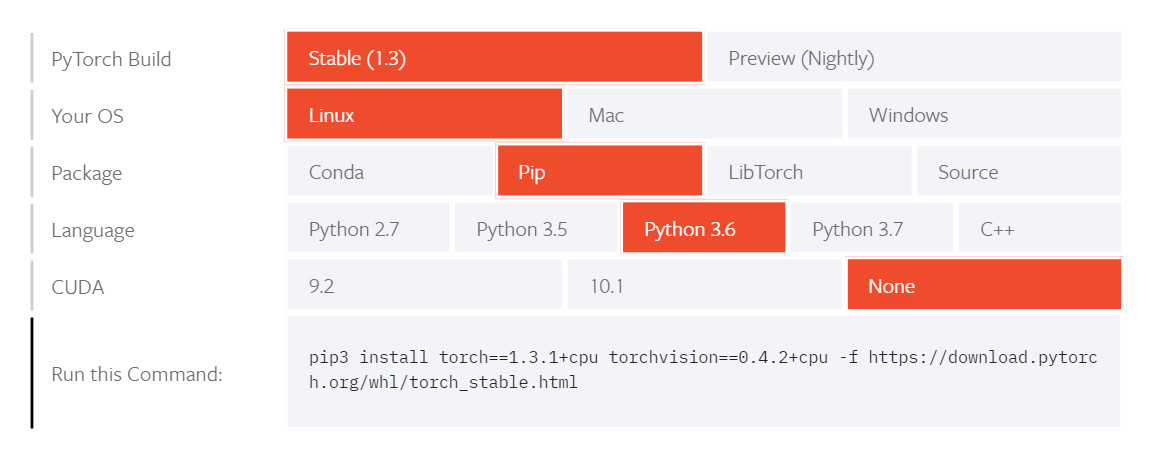 PyTorch Build Stable (1.3) Preview (Nightly)
Your OS Linux Mac Windows
Package Conda Pip LibTorch Source
Language Python 2.7 Python 3.5 Python 3.6 Python 3.7 C++
CUDA 9.2 10.1 None
Run this Command:
pip3 install torch==1.3.1+cpu torchvision==0.4.2+cpu -f https://download.pytorc
h.org/whl/torch_stable.html